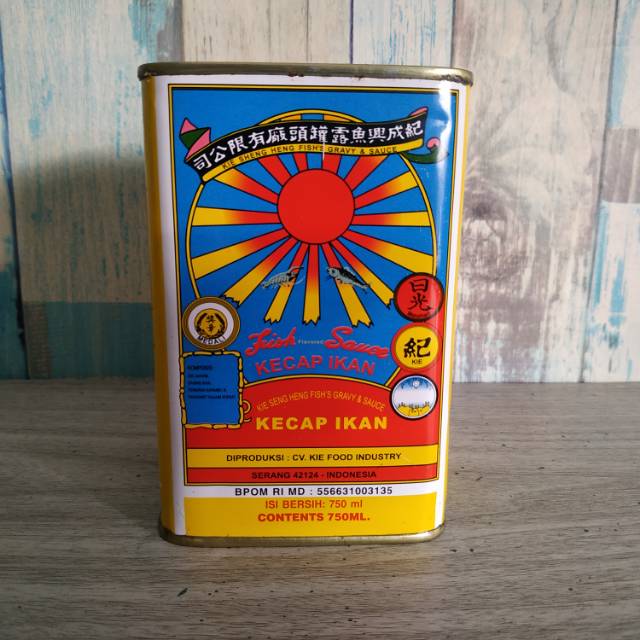 紀成興魚露罐頭廠有限公司
KIE SHENG HENG FISH'S GRAVY & SAUCE
日光
Fish Flavored Sauce
KECAP IKAN
紀
KIE
KIE SENG HENG FISH'S GRAVY & SAUCE
KECAP IKAN
DIPRODUKSI : CV. KIE FOOD INDUSTRY
SERANG 42124 - INDONESIA
BPOM RI MD : 556631003135
ISI BERSIH: 750 ml
CONTENTS 750ML.